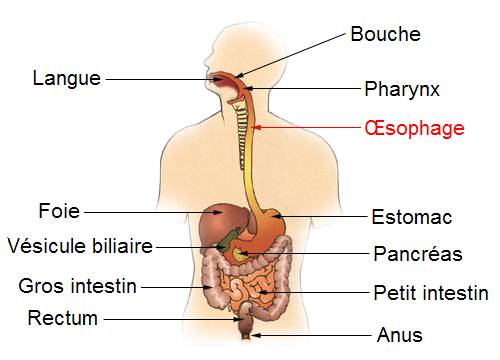 Bouche
Langue
Pharynx
Œsophage
Foie
Estomac
Vésicule biliaire
Pancréas
Gros intestin
Petit intestin
Rectum
Anus